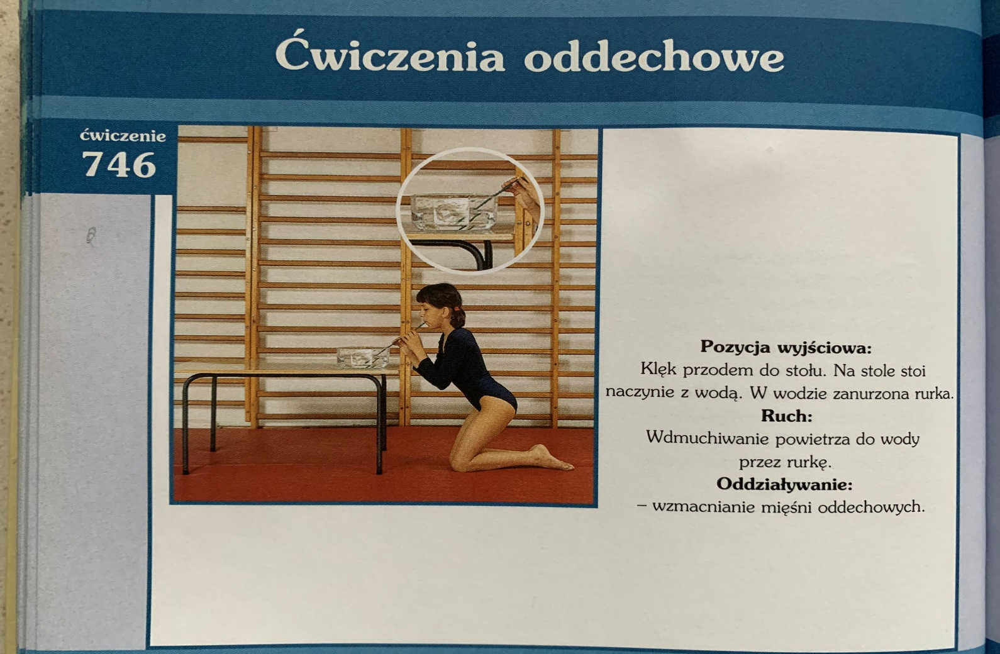 Ćwiczenia oddechowe
ćwiczenie
746
Pozycja wyjściowa:
Klęk przodem do stołu. Na stole stoi
naczynie z wodą. W wodzie zanurzona rurka.
Ruch:
Wdmuchiwanie powietrza do wody
przez rurkę.
Oddziaływanie:
– wzmacnianie mięśni oddechowych.